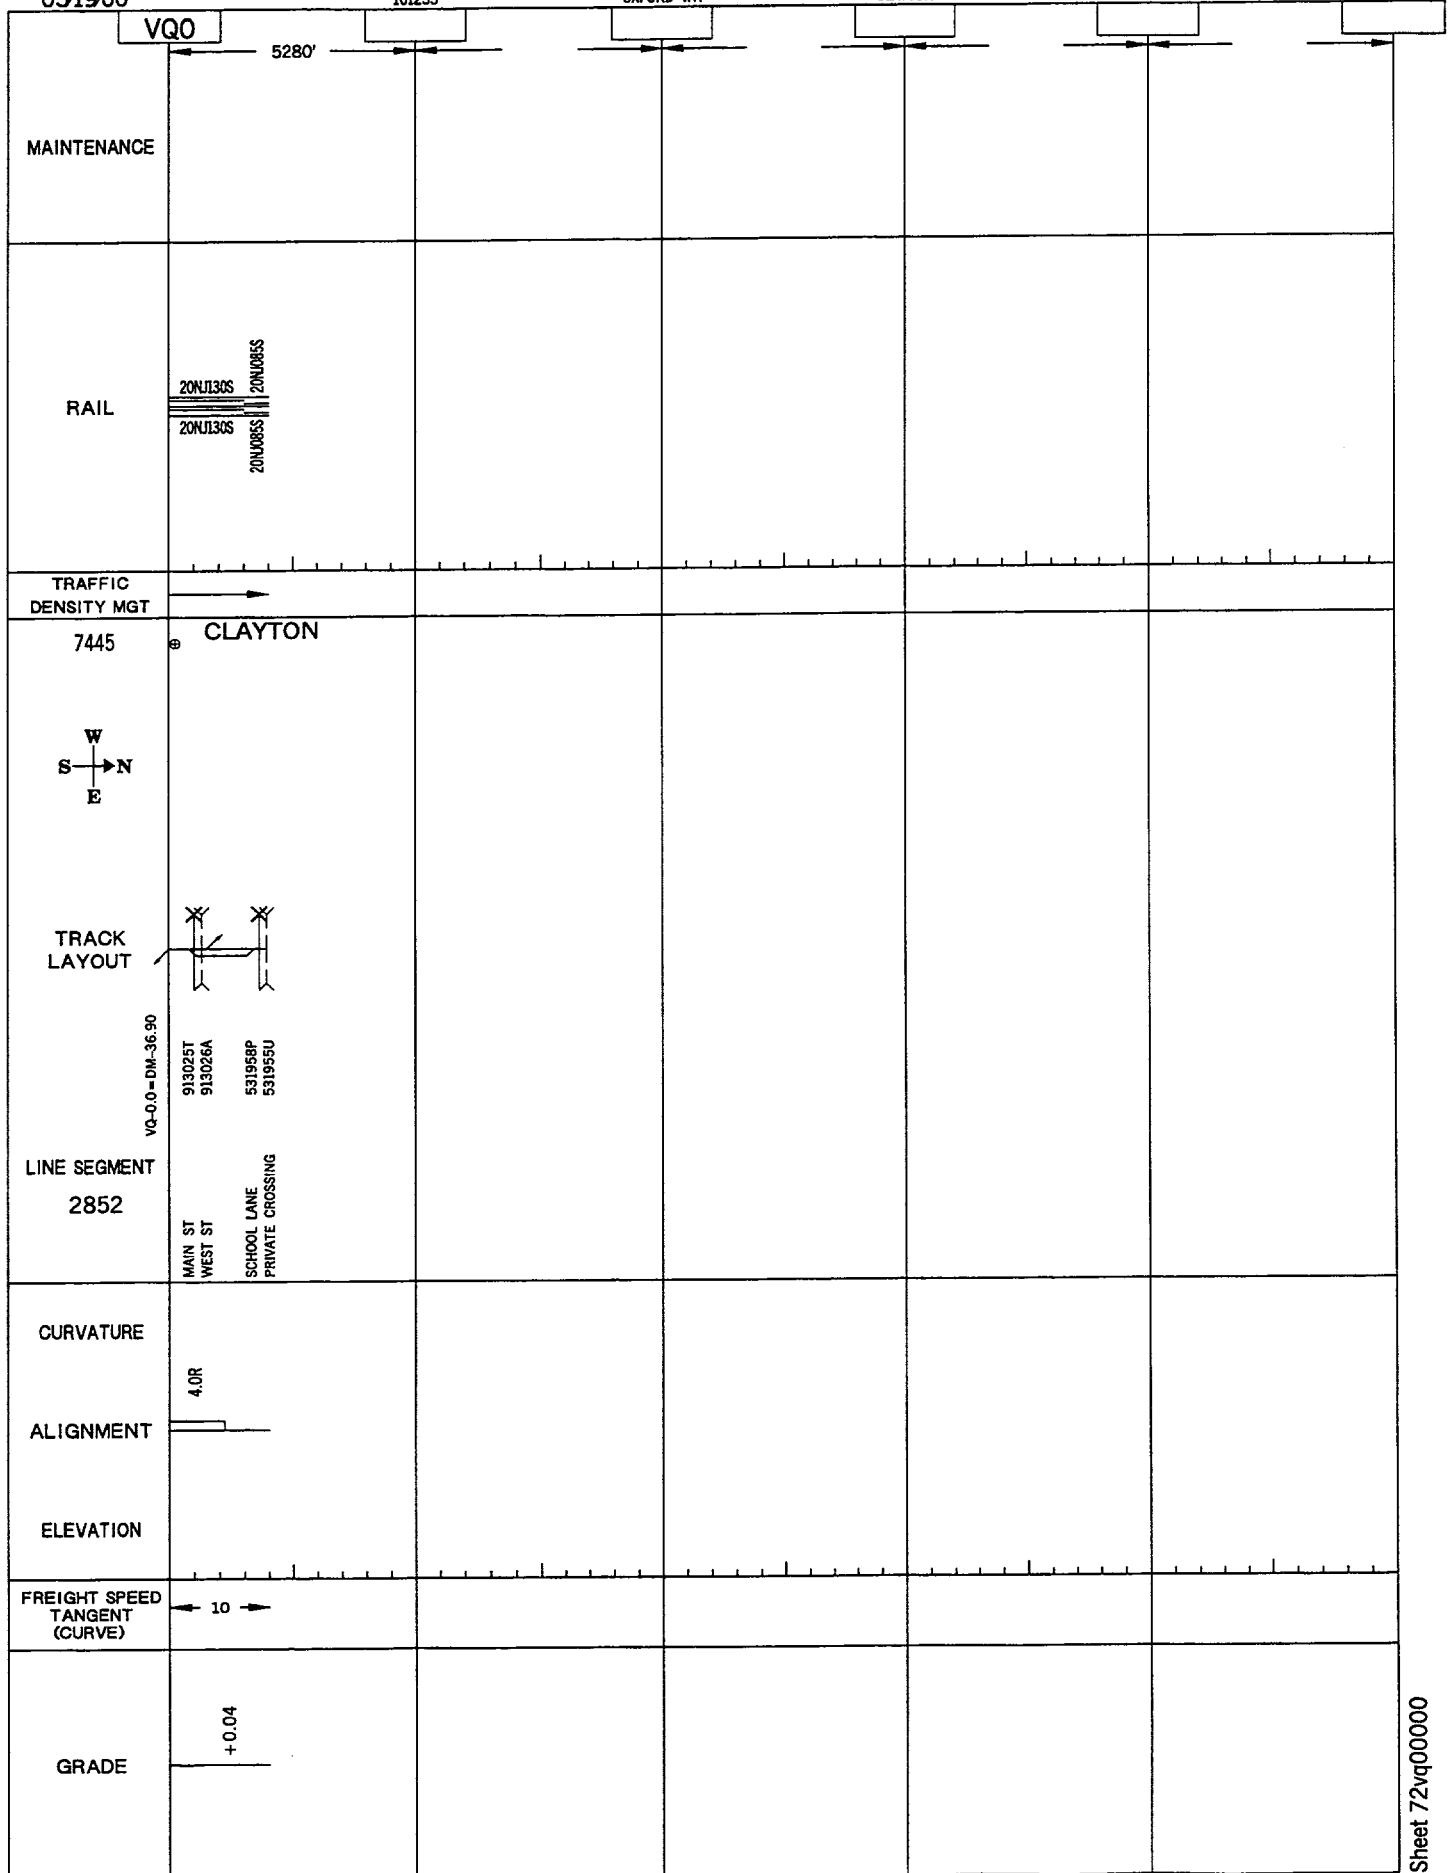 VQ0
5280'
MAINTENANCE
20NJ130S
20NJ085S
RAIL
20NJ130S
20NJ085S
TRAFFIC
DENSITY MGT
CLAYTON
7445
⊕
W
S N
E
TRACK
LAYOUT
VQ-0.0=DM-36.90
913025T
913026A
531958P
531955U
LINE SEGMENT
2852
MAIN ST
WEST ST
SCHOOL LANE
PRIVATE CROSSING
CURVATURE
4.0R
ALIGNMENT
ELEVATION
FREIGHT SPEED
TANGENT
(CURVE)
10
+0.04
GRADE
Sheet 72vq00000